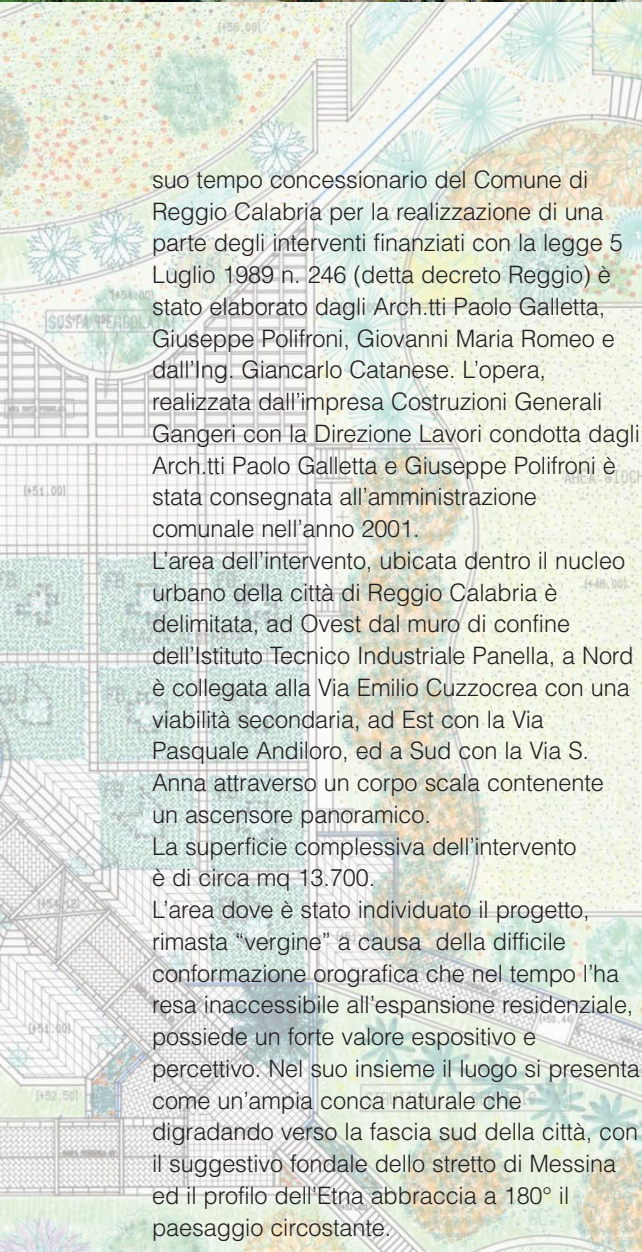 (+56.00)
suo tempo concessionario del Comune di
Reggio Calabria per la realizzazione di una
parte degli interventi finanziati con la legge 5
Luglio 1989 n. 246 (detta decreto Reggio) è
stato elaborato dagli Arch.tti Paolo Galletta,
Giuseppe Polifroni, Giovanni Maria Romeo e
dall'Ing. Giancarlo Catanese. L'opera,
realizzata dall'impresa Costruzioni Generali
Gangeri con la Direzione Lavori condotta dagli
Arch.tti Paolo Galletta e Giuseppe Polifroni è
stata consegnata all'amministrazione
comunale nell'anno 2001.
L'area dell'intervento, ubicata dentro il nucleo
urbano della città di Reggio Calabria è
delimitata, ad Ovest dal muro di confine
dell'Istituto Tecnico Industriale Panella, a Nord
è collegata alla Via Emilio Cuzzocrea con una
viabilità secondaria, ad Est con la Via
Pasquale Andiloro, ed a Sud con la Via S.
Anna attraverso un corpo scala contenente
un ascensore panoramico.
La superficie complessiva dell'intervento
è di circa mq 13.700.
L'area dove è stato individuato il progetto,
rimasta "vergine" a causa della difficile
conformazione orografica che nel tempo l'ha
resa inaccessibile all'espansione residenziale,
possiede un forte valore espositivo e
percettivo. Nel suo insieme il luogo si presenta
come un'ampia conca naturale che
digradando verso la fascia sud della città, con
il suggestivo fondale dello stretto di Messina
ed il profilo dell'Etna abbraccia a 180° il
paesaggio circostante.
(+51.00)
(+48.00)
(+51.00)
(+52.50)